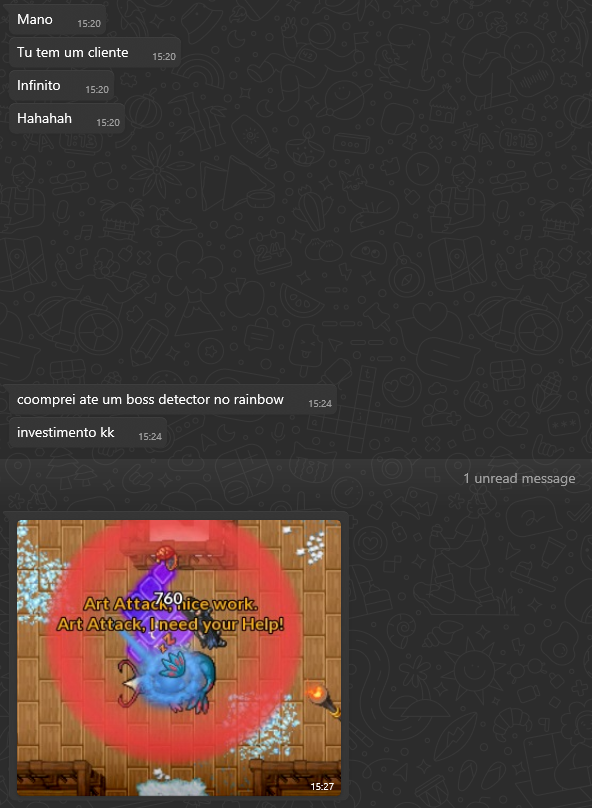 Mano 15:20
Tu tem um cliente 15:20
Infinito 15:20
Hahahah 15:20
coomprei ate um boss detector no rainbow 15:24
investimento kk 15:24
1 unread message
760
Art Attack, nice work.
Art Attack, I need your Help!
15:27